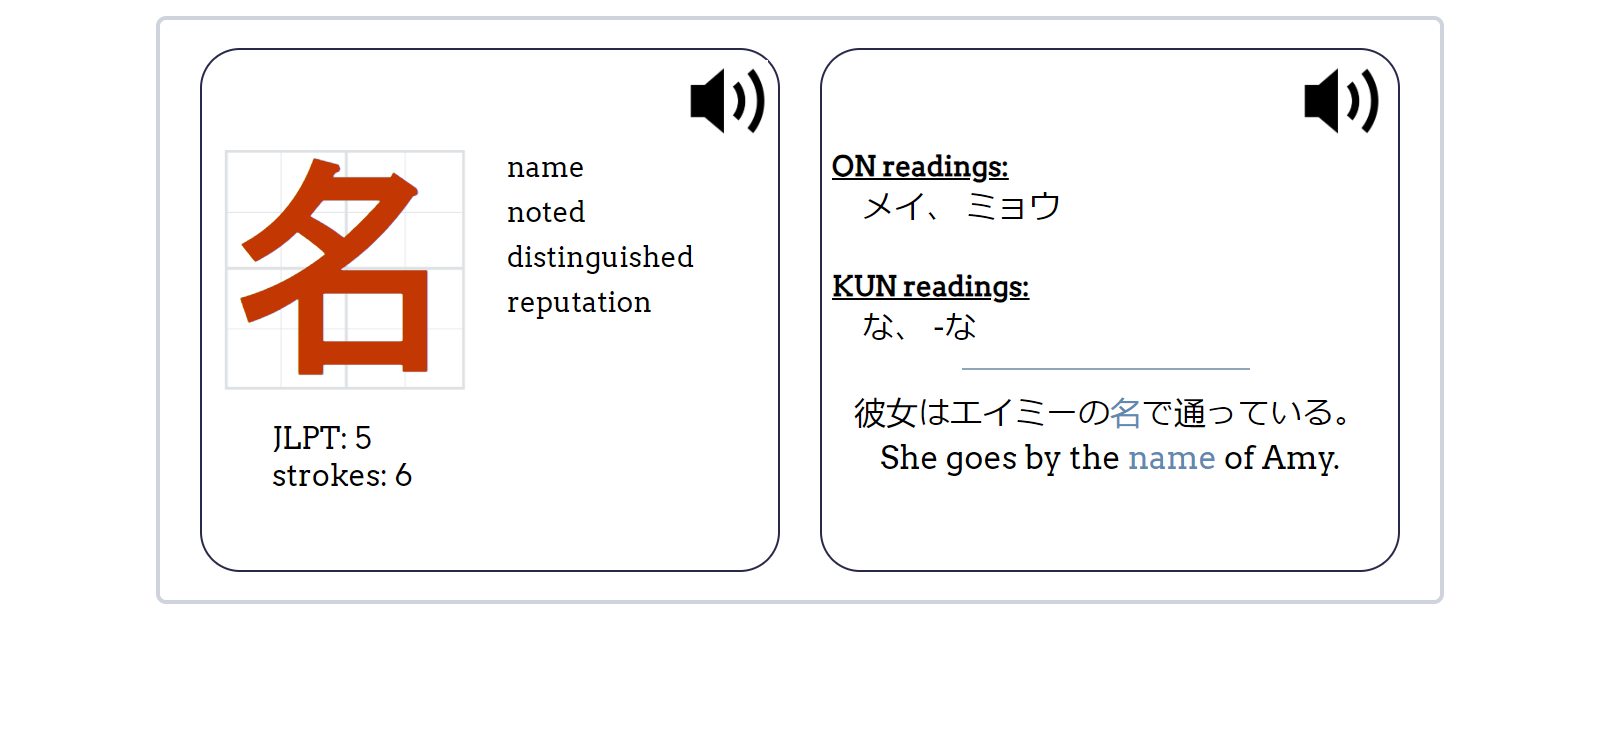 名
name
noted
distinguished
reputation
JLPT: 5
strokes: 6
ON readings:
メイ、 ミョウ
KUN readings:
な、 -な
彼女はエイミーの名で通っている。
She goes by the name of Amy.